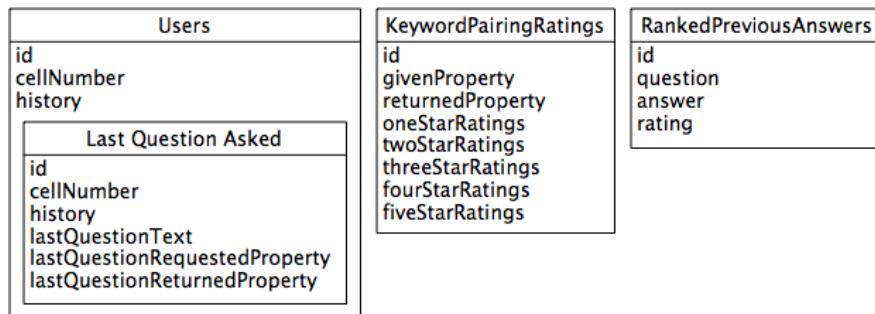 Users
id
cellNumber
history
Last Question Asked
id
cellNumber
history
lastQuestionText
lastQuestionRequestedProperty
lastQuestionReturnedProperty
KeywordPairingRatings
id
givenProperty
returnedProperty
oneStarRatings
twoStarRatings
threeStarRatings
fourStarRatings
fiveStarRatings
RankedPreviousAnswers
id
question
answer
rating